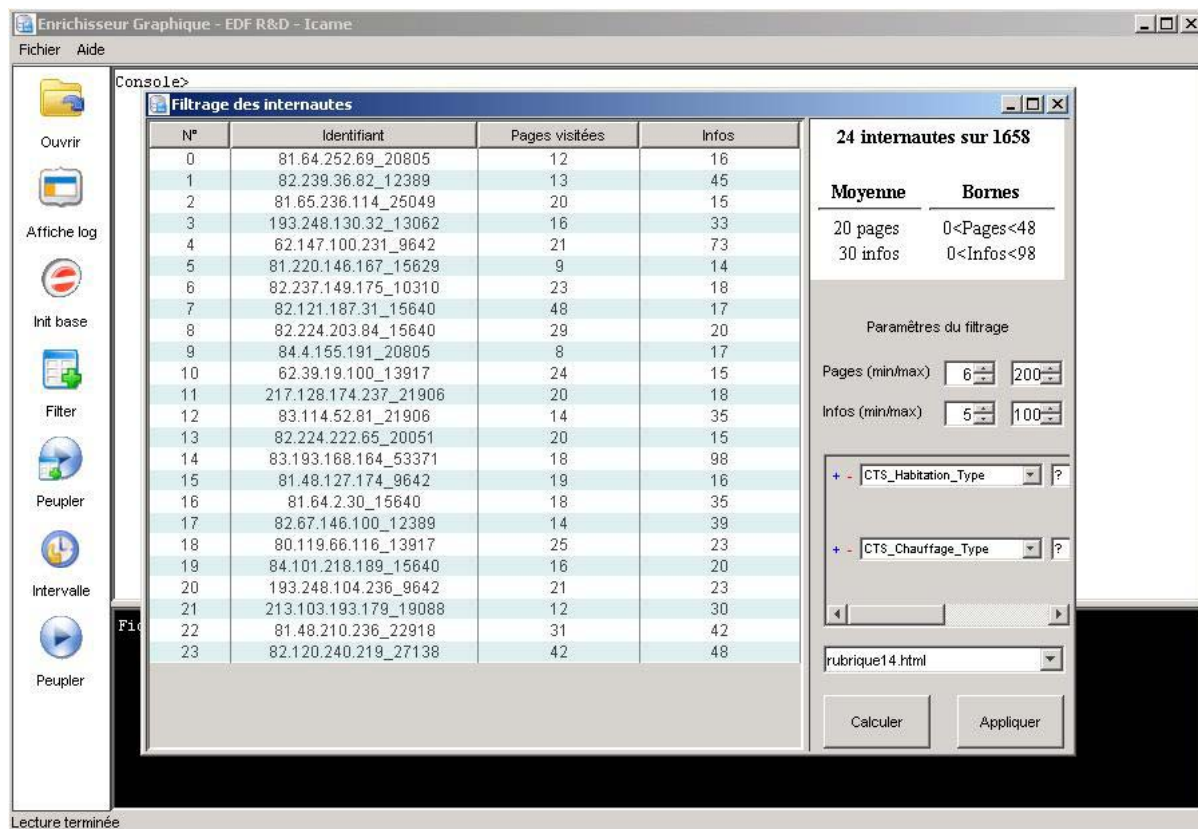 Enrichisseur Graphique - EDF R&D - Icame
Fichier Aide
Console>
Ouvrir
Affiche log
Init base
Filter
Peupler
Intervalle
Peupler
Filtrage des internautes
N° Identifiant Pages visitées Infos
0 81.64.252.69_20805 12 16
1 82.239.36.82_12389 13 45
2 81.65.236.114_25049 20 15
3 193.248.130.32_13062 16 33
4 62.147.100.231_9642 21 73
5 81.220.146.167_15629 9 14
6 82.237.149.175_10310 23 18
7 82.121.187.31_15640 48 17
8 82.224.203.84_15640 29 20
9 84.4.155.191_20805 8 17
10 62.39.19.100_13917 24 15
11 217.128.174.237_21906 20 18
12 83.114.52.81_21906 14 35
13 82.224.222.65_20051 20 15
14 83.193.168.164_53371 18 98
15 81.48.127.174_9642 19 16
16 81.64.2.30_15640 18 35
17 82.67.146.100_12389 14 39
18 80.119.66.116_13917 25 23
19 84.101.218.189_15640 16 20
20 193.248.104.236_9642 21 23
21 213.103.193.179_19088 12 30
22 81.48.210.236_22918 31 42
23 82.120.240.219_27138 42 48
24 internautes sur 1658
Moyenne Bornes
20 pages 0<Pages<48
30 infos 0<Infos<98
Paramêtres du filtrage
Pages (min/max) 6 200
Infos (min/max) 5 100
+ - CTS_Habitation_Type ?
+ - CTS_Chauffage_Type ?
rubrique14.html
Calculer Appliquer
Fic
Lecture terminée